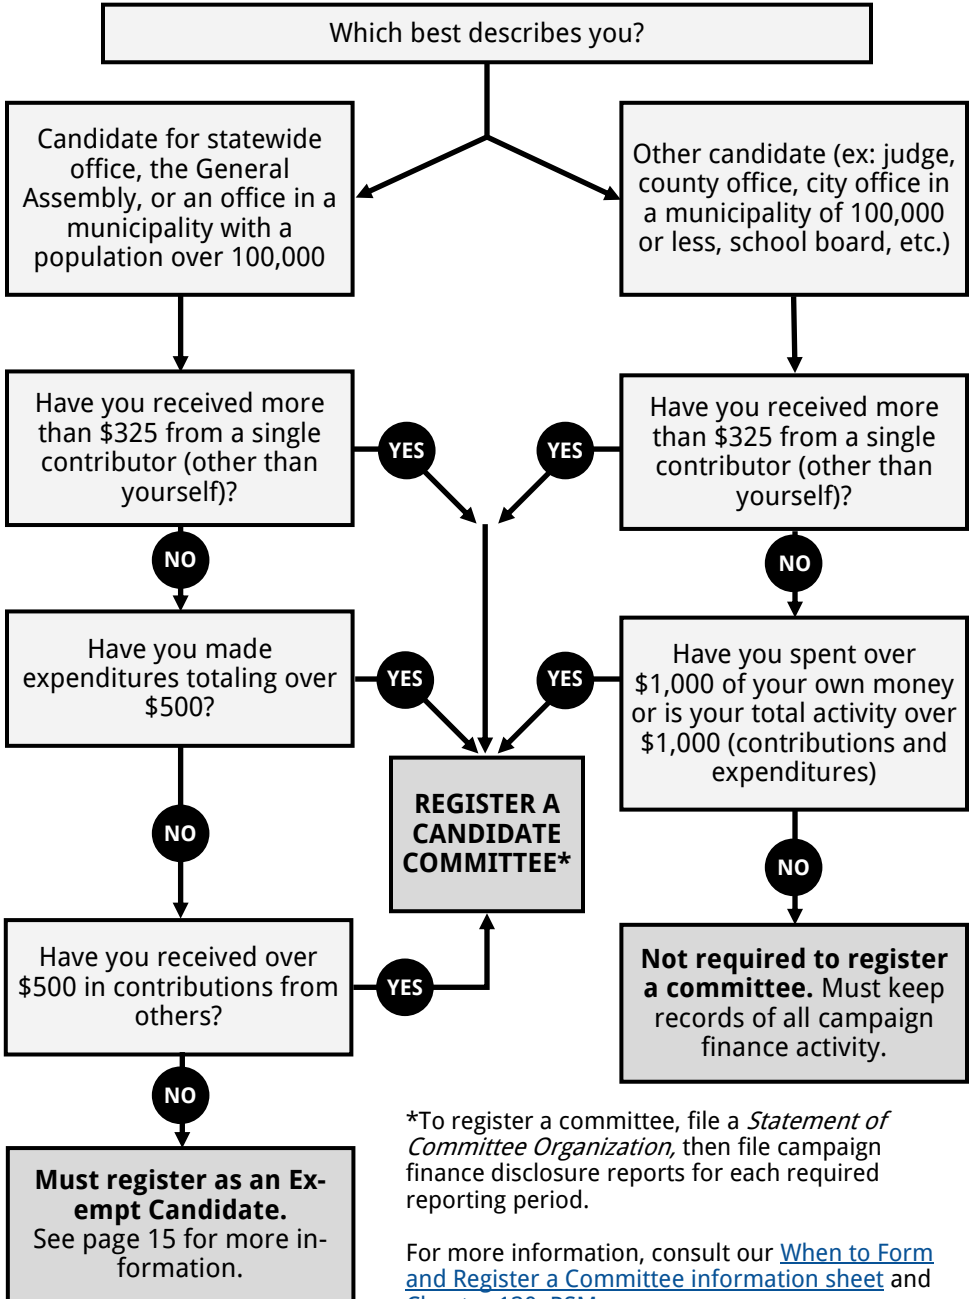 Which best describes you?
Candidate for statewide
office, the General
Assembly, or an office in a
municipality with a
population over 100,000
Other candidate (ex: judge,
county office, city office in
a municipality of 100,000
or less, school board, etc.)
Have you received more
than $325 from a single
contributor (other than
yourself)?
YES
YES
Have you received more
than $325 from a single
contributor (other than
yourself)?
NO
NO
Have you made
expenditures totaling over
$500?
YES
YES
Have you spent over
$1,000 of your own money
or is your total activity over
$1,000 (contributions and
expenditures)
REGISTER A
CANDIDATE
COMMITTEE*
NO
NO
Have you received over
$500 in contributions from
others?
YES
Not required to register
a committee. Must keep
records of all campaign
finance activity.
NO
Must register as an Ex-
empt Candidate.
See page 15 for more in-
formation.
*To register a committee, file a Statement of
Committee Organization, then file campaign
finance disclosure reports for each required
reporting period.
For more information, consult our When to Form
and Register a Committee information sheet and